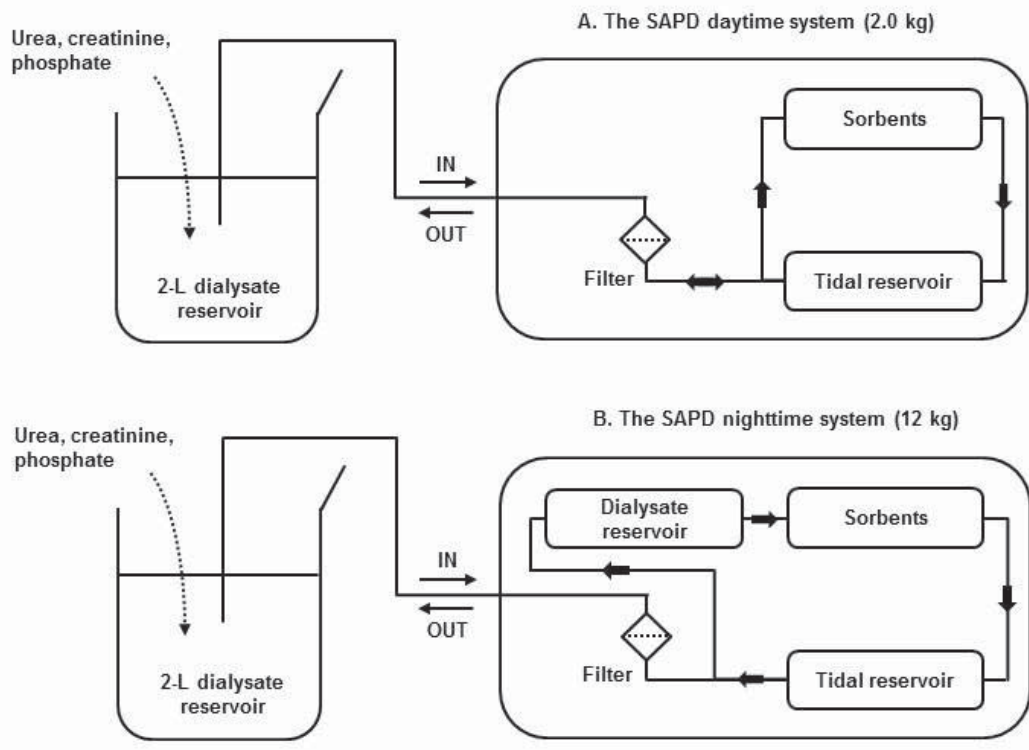 A. The SAPD daytime system (2.0 kg)
Urea, creatinine,
phosphate
Sorbents
IN
OUT
Filter
Tidal reservoir
2-L dialysate
reservoir
B. The SAPD nighttime system (12 kg)
Urea, creatinine,
phosphate
Dialysate
reservoir
Sorbents
IN
OUT
Filter
Tidal reservoir
2-L dialysate
reservoir